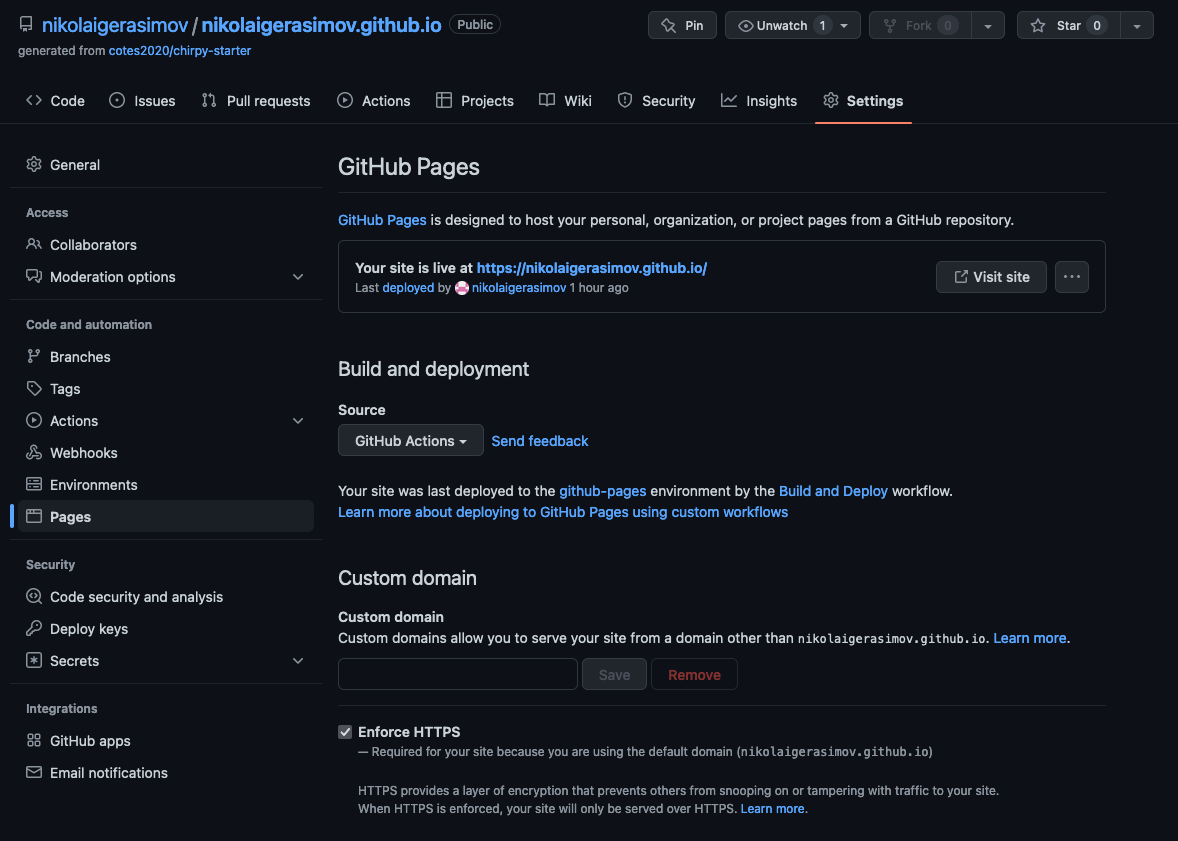 nikolaigerasimov / nikolaigerasimov.github.io Public
Pin
Unwatch 1
Fork 0
Star 0
generated from cotes2020/chirpy-starter
Code
Issues
Pull requests
Actions
Projects
Wiki
Security
Insights
Settings
General
Access
Collaborators
Moderation options
Code and automation
Branches
Tags
Actions
Webhooks
Environments
Pages
Security
Code security and analysis
Deploy keys
Secrets
Integrations
GitHub apps
Email notifications
GitHub Pages
GitHub Pages is designed to host your personal, organization, or project pages from a GitHub repository.
Your site is live at https://nikolaigerasimov.github.io/
Last deployed by nikolaigerasimov 1 hour ago
Visit site
Build and deployment
Source
GitHub Actions
Send feedback
Your site was last deployed to the github-pages environment by the Build and Deploy workflow.
Learn more about deploying to GitHub Pages using custom workflows
Custom domain
Custom domain
Custom domains allow you to serve your site from a domain other than nikolaigerasimov.github.io. Learn more.
Save
Remove
Enforce HTTPS
— Required for your site because you are using the default domain (nikolaigerasimov.github.io)
HTTPS provides a layer of encryption that prevents others from snooping on or tampering with traffic to your site.
When HTTPS is enforced, your site will only be served over HTTPS. Learn more.